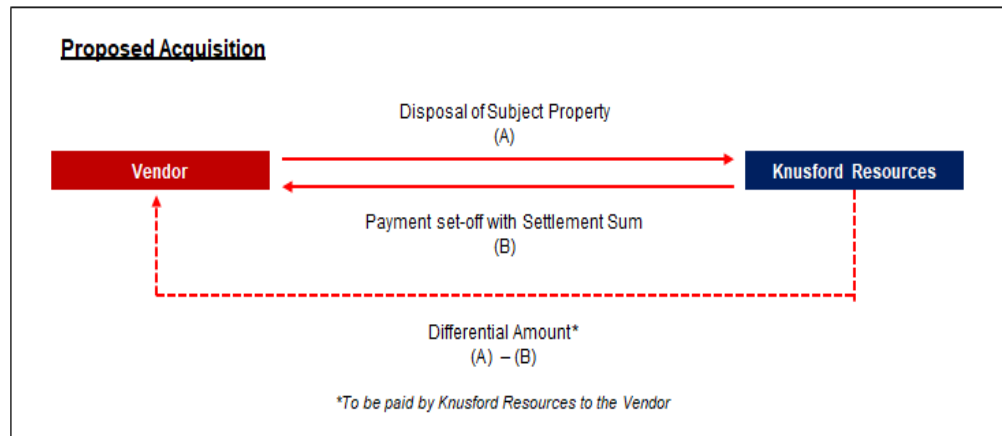 Proposed Acquisition
Disposal of Subject Property
(A)
Vendor
Knusford Resources
Payment set-off with Settlement Sum
(B)
Differential Amount*
(A) – (B)
*To be paid by Knusford Resources to the Vendor